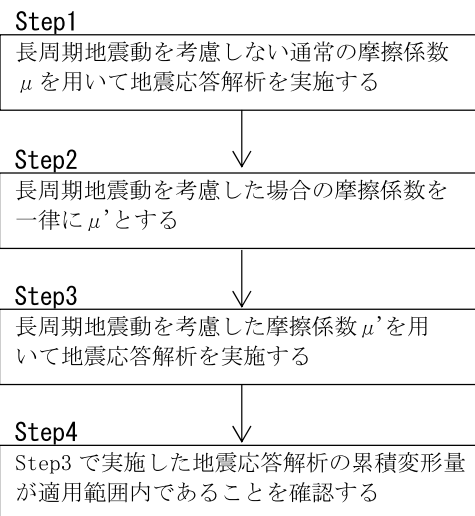 Step1
長周期地震動を考慮しない通常の摩擦係数
μを用いて地震応答解析を実施する
Step2
長周期地震動を考慮した場合の摩擦係数を
一律にμ'とする
Step3
長周期地震動を考慮した摩擦係数μ'を用
いて地震応答解析を実施する
Step4
Step3で実施した地震応答解析の累積変形量
が適用範囲内であることを確認する